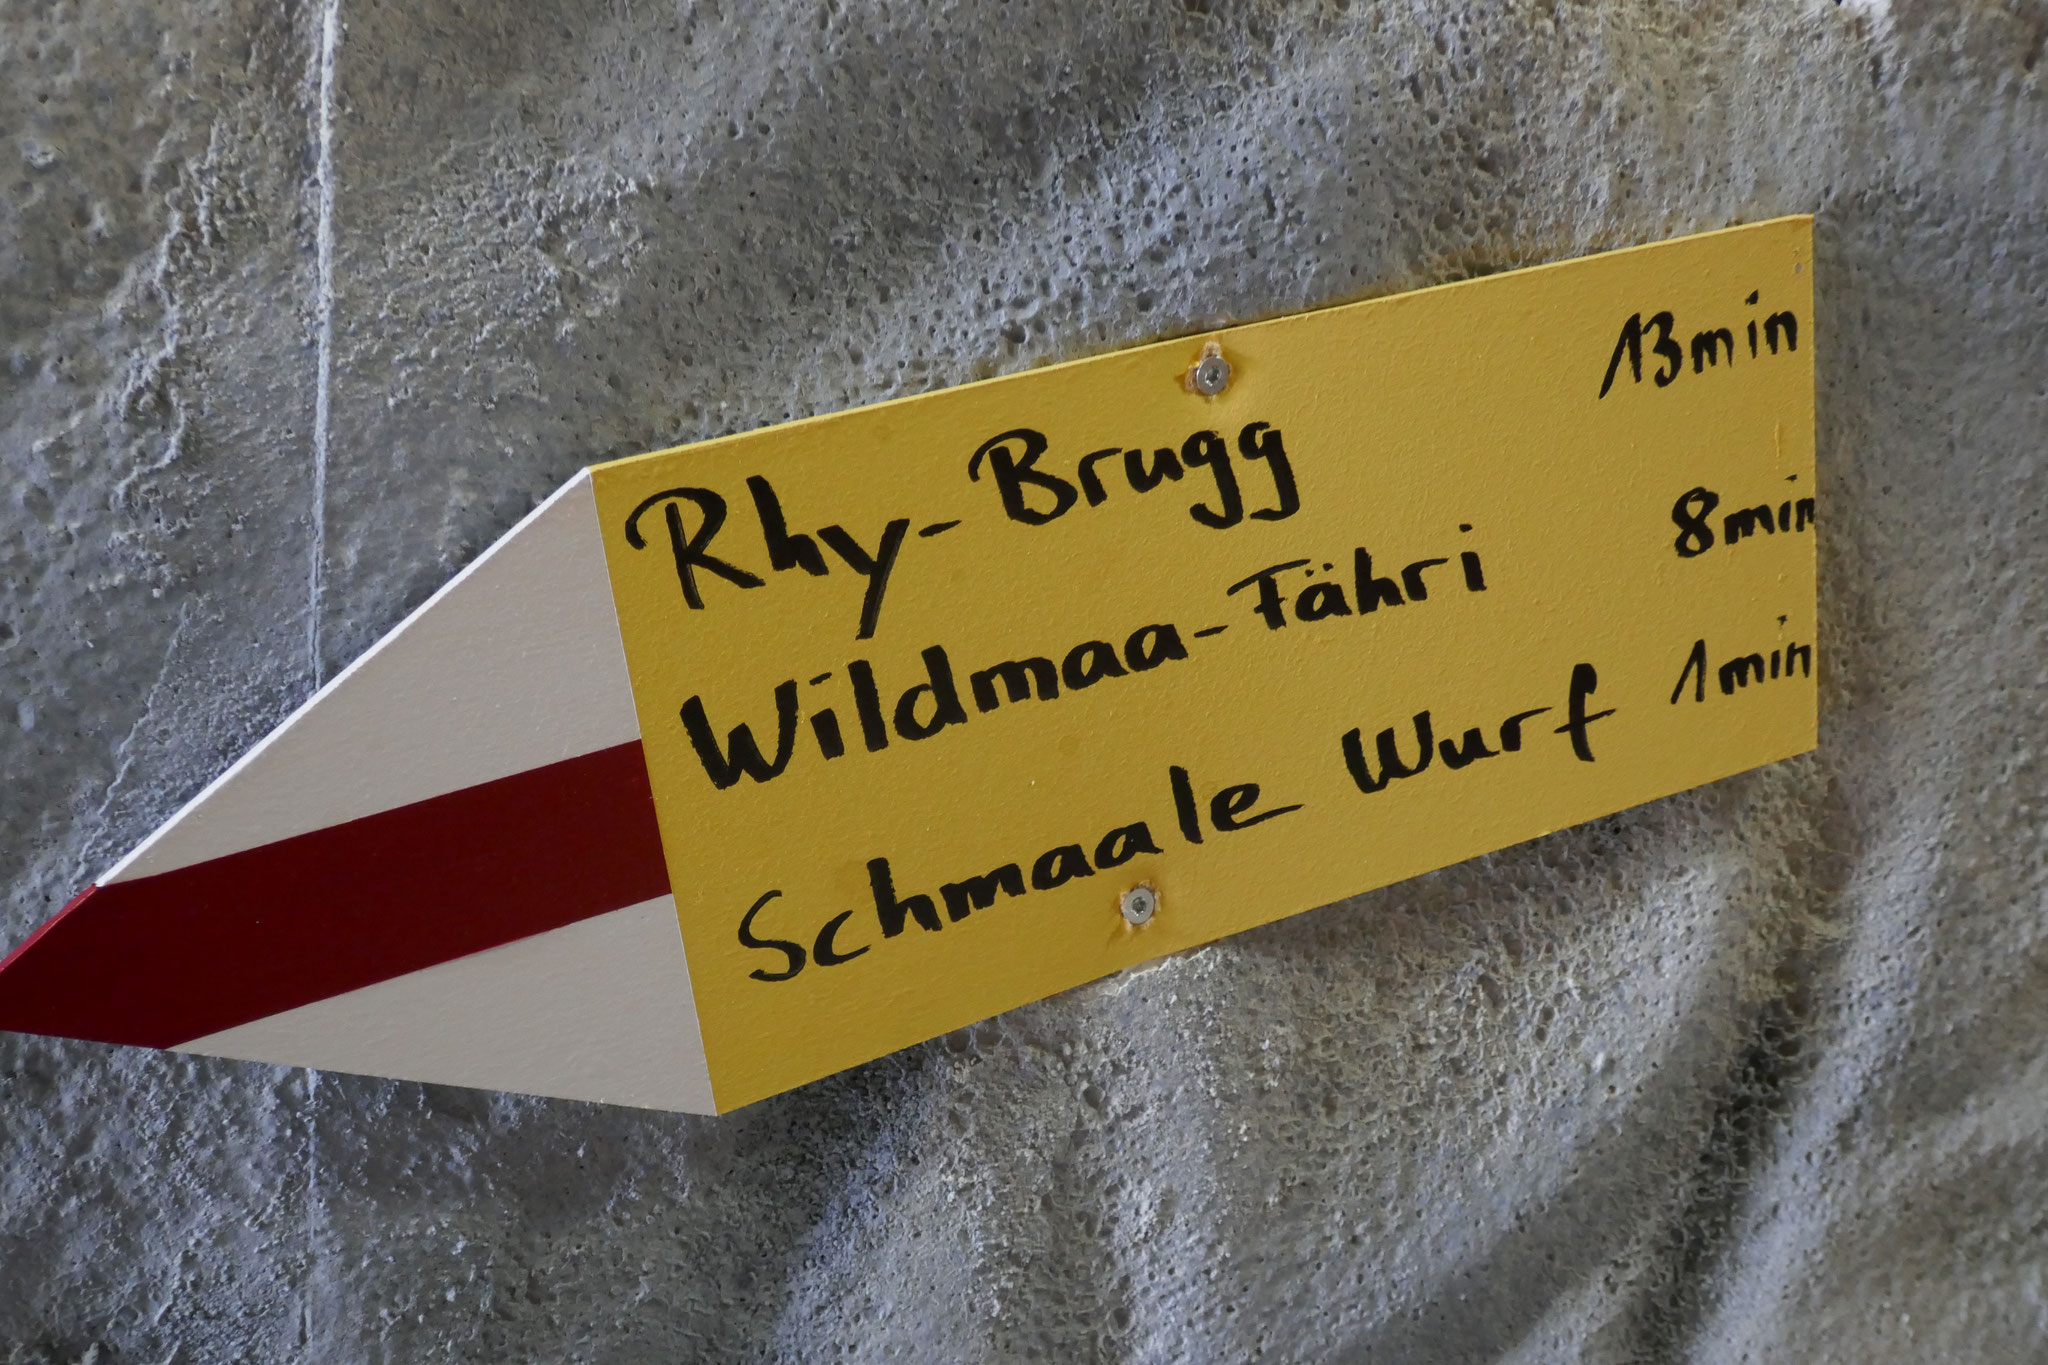 Rhy-Brugg 13min
Wildmaa-Fähri 8min
Schmaale Wurf 1min